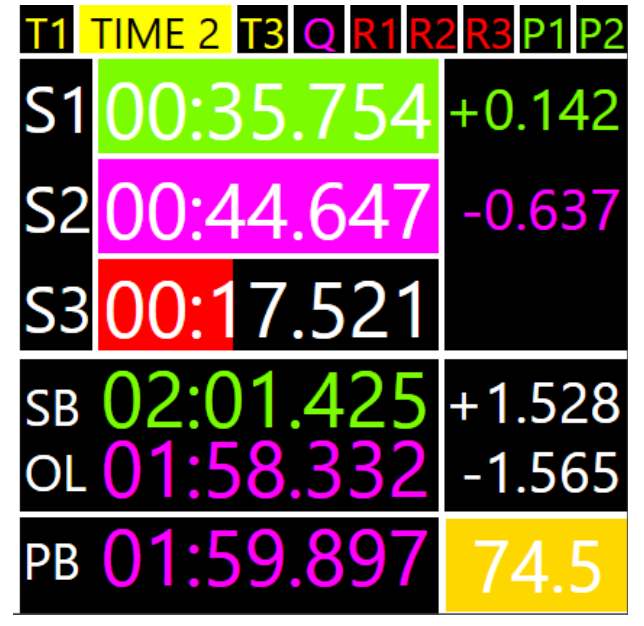 T1 TIME 2 T3 Q R1 R2 R3 P1 P2
S1 00:35.754 +0.142
S2 00:44.647 -0.637
S3 00:17.521
SB 02:01.425 +1.528
OL 01:58.332 -1.565
PB 01:59.897 74.5